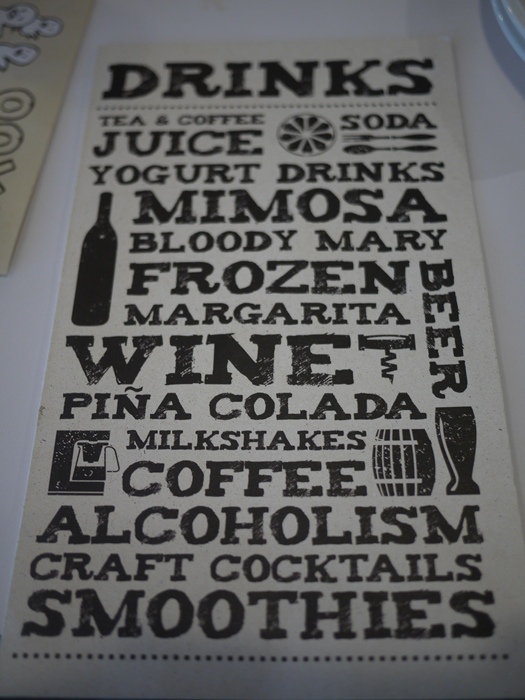 DRINKS
TEA & COFFEE
SODA
JUICE
YOGURT DRINKS
MIMOSA
BLOODY MARY
FROZEN
MARGARITA
BEER
WINE
PIÑA COLADA
MILKSHAKES
COFFEE
ALCOHOLISM
CRAFT COCKTAILS
SMOOTHIES